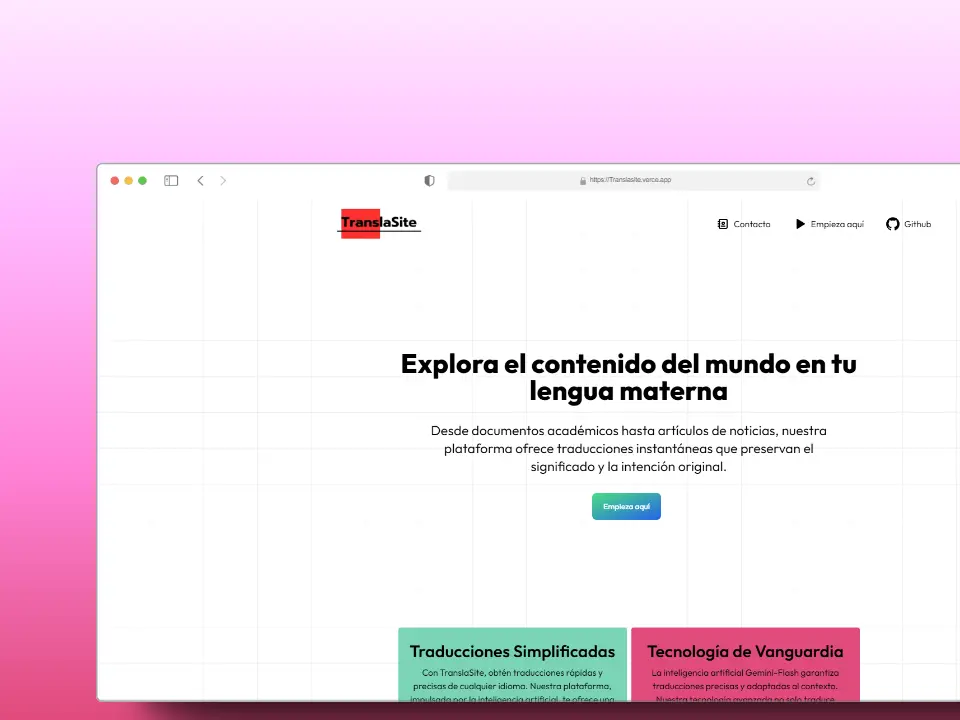 https://Translasite.verce.app
TranslaSite
Contacto
Empieza aquí
Github
Explora el contenido del mundo en tu
lengua materna
Desde documentos académicos hasta artículos de noticias, nuestra
plataforma ofrece traducciones instantáneas que preservan el
significado y la intención original.
Empieza aquí
Traducciones Simplificadas
Con TranslaSite, obtén traducciones rápidas y
precisas de cualquier idioma. Nuestra plataforma,
impulsada por la inteligencia artificial, te ofrece una
Tecnología de Vanguardia
La inteligencia artificial Gemini-Flash garantiza
traducciones precisas y adaptadas al contexto.
Nuestra tecnología avanzada no solo traduce